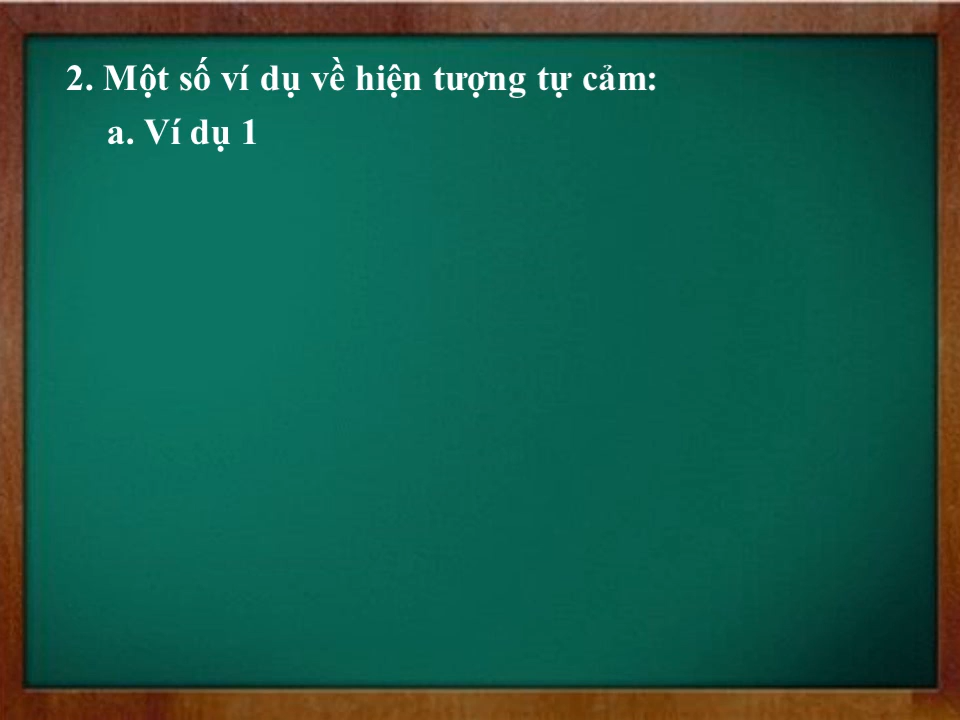 2. Một số ví dụ về hiện tượng tự cảm:
a. Ví dụ 1